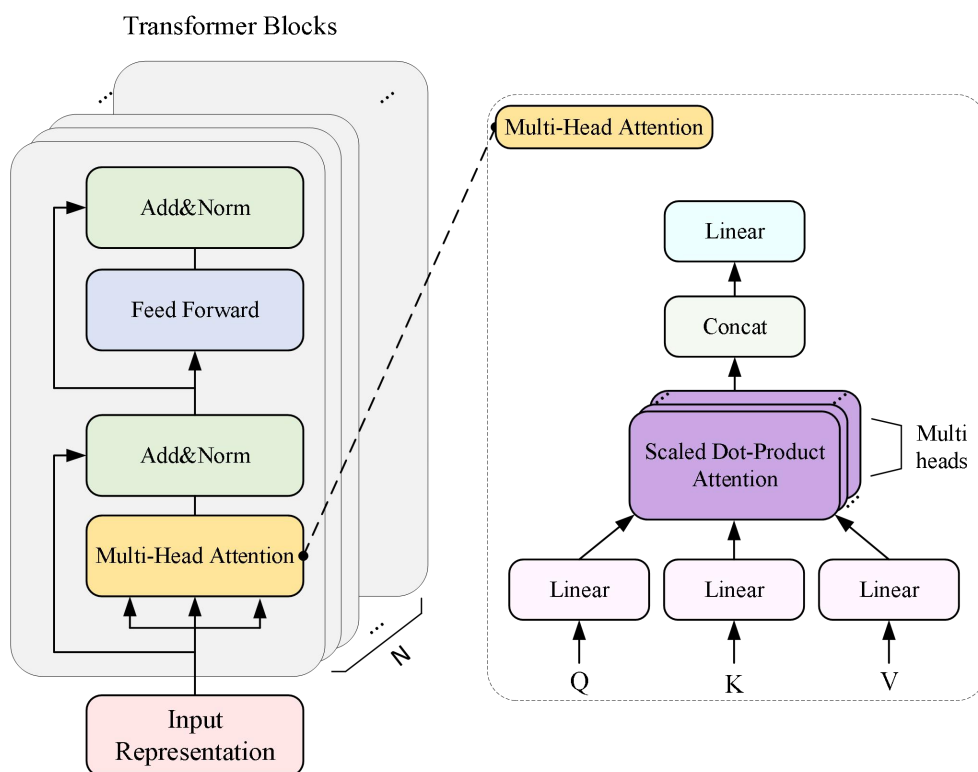 Transformer Blocks
...
...
Add&Norm
Feed Forward
Add&Norm
Multi-Head Attention
...
N
Input
Representation
Multi-Head Attention
Linear
Concat
...
...
Scaled Dot-Product
Attention
...
Multi
heads
Linear
Linear
Linear
Q
K
V